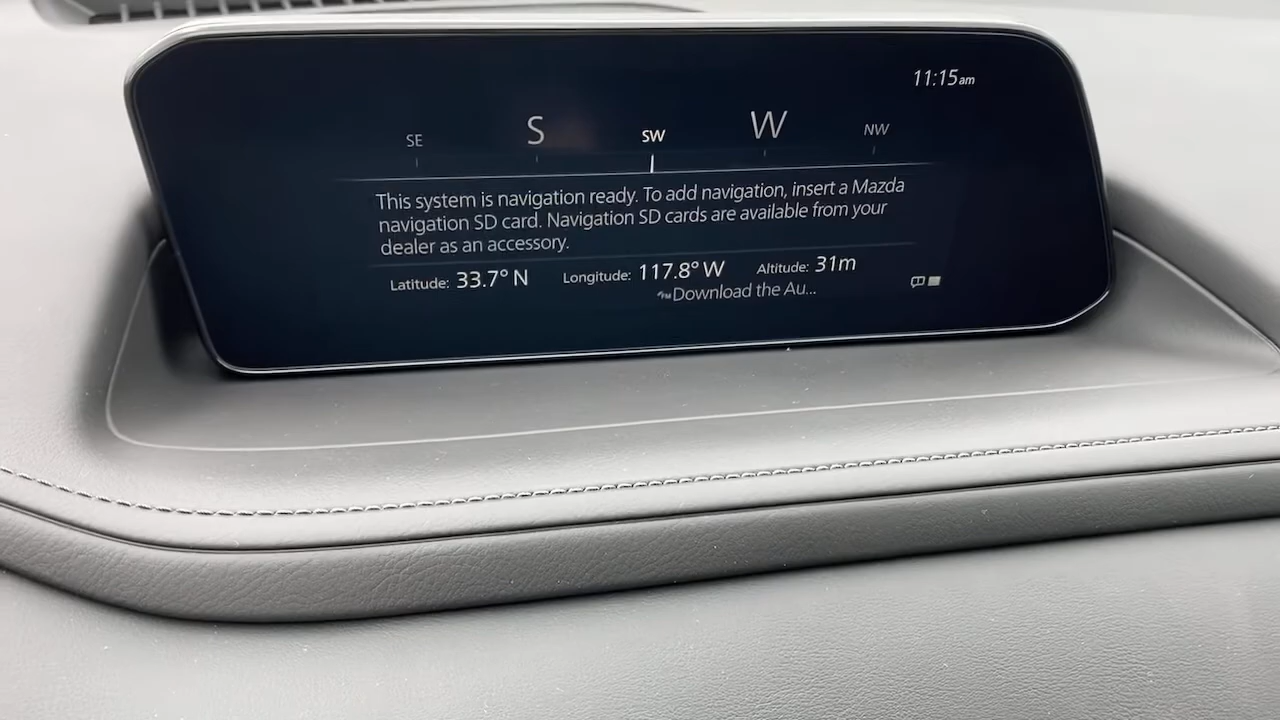 11:15am
SE S SW W NW
This system is navigation ready. To add navigation, insert a Mazda
navigation SD card. Navigation SD cards are available from your
dealer as an accessory.
Latitude: 33.7° N Longitude: 117.8° W Altitude: 31m
FM Download the Au...